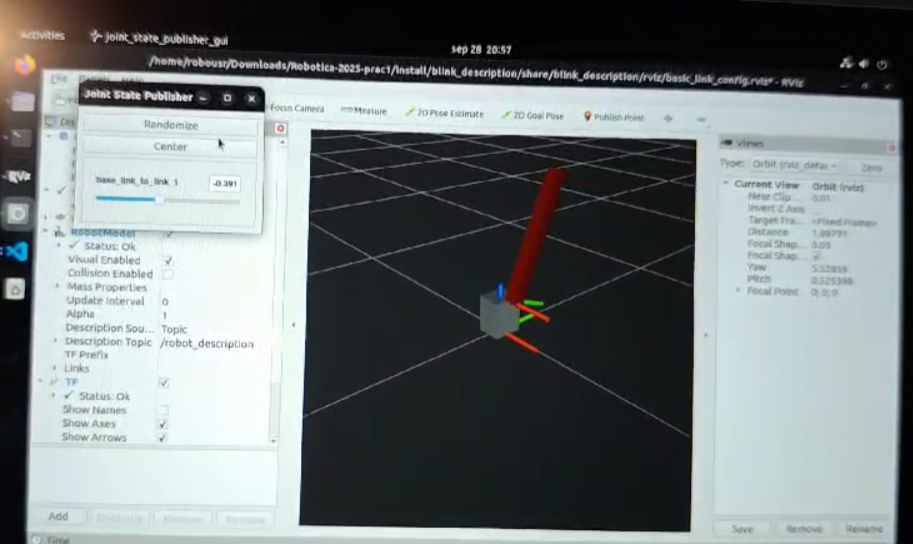 Activities
joint_state_publisher_gui
sep 28 20:57
/home/robousr/Downloads/Robotica-2025-prac1/install/blink_description/share/blink_description/rviz/basic_link_config.rviz* - RViz
File
Joint State Publisher
Randomize
Center
base_link_to_link_1
-0.391
Focus Camera
Measure
2D Pose Estimate
2D Goal Pose
Publish Point
RobotModel
Status: Ok
Visual Enabled
Collision Enabled
Mass Properties
Update Interval
0
Alpha
1
Description Sou...
Topic
Description Topic
/robot_description
TF Prefix
Links
TF
Status: Ok
Show Names
Show Axes
Show Arrows
Add
Duplicate
Remove
Rename
Time
Views
Type:
Orbit (rviz_defau
Zero
Current View
Orbit (rviz)
Near Clip ...
0.01
Invert Z Axis
Target Fra...
<Fixed Frame>
Distance
1.89791
Focal Shap...
0.05
Focal Shap...
Yaw
Pitch
0.525398
Focal Point
0; 0; 0
Save
Remove
Rename
RViz